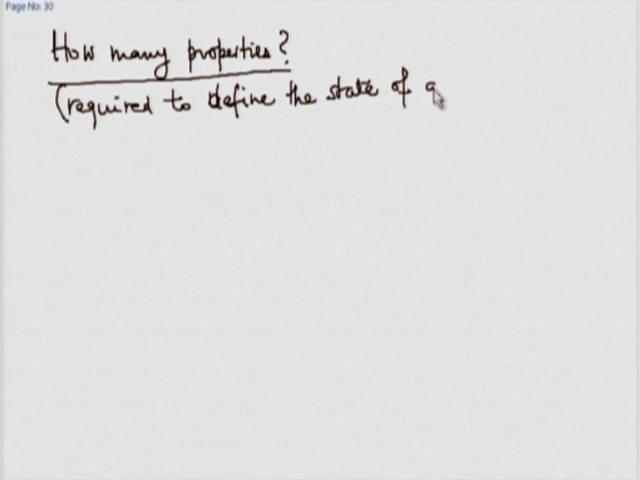 Page No: 30
How many properties?
(required to define the state of a